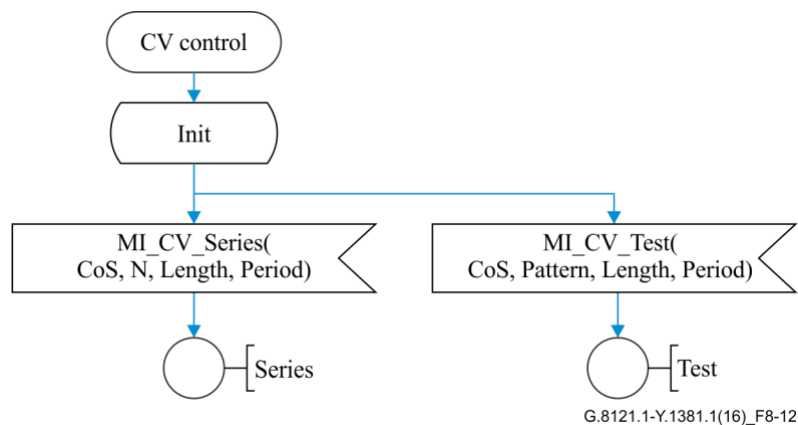 CV control
Init
MI_CV_Series(
CoS, N, Length, Period)
MI_CV_Test(
CoS, Pattern, Length, Period)
Series
Test
G.8121.1-Y.1381.1(16)_F8-12